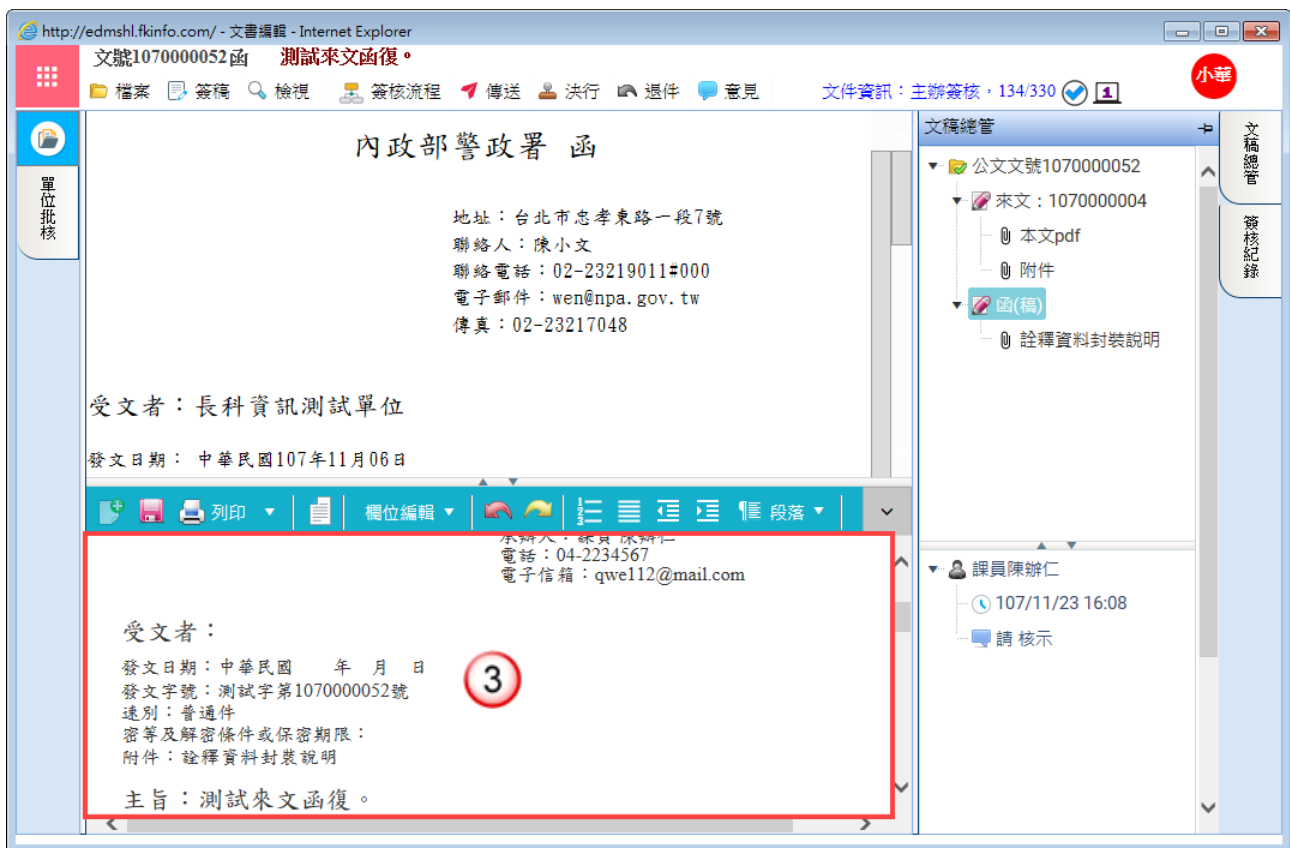 http://edmshl.fkinfo.com/ - 文書編輯 - Internet Explorer
文號1070000052函 測試來文函復。
檔案 簽稿 檢視 簽核流程 傳送 法行 退件 意見 文件資訊：主辦簽核，134/330 1
小華
單位批核
內政部警政署 函
地址：台北市忠孝東路一段7號
聯絡人：陳小文
聯絡電話：02-23219011#000
電子郵件：wen@npa.gov.tw
傳真：02-23217048
受文者：長科資訊測試單位
發文日期： 中華民國107年11月06日
列印 欄位編輯 段落
承辦人：課員 陳辦仁
電話：04-2234567
電子信箱：qwe112@mail.com
受文者：
發文日期：中華民國 年 月 日
發文字號：測試字第1070000052號
速別：普通件
密等及解密條件或保密期限：
附件：詮釋資料封裝說明
主旨：測試來文函復。
3
文稿總管
公文文號1070000052
來文：1070000004
本文pdf
附件
函(稿)
詮釋資料封裝說明
課員陳辦仁
107/11/23 16:08
請 核示
文稿總管
簽核紀錄